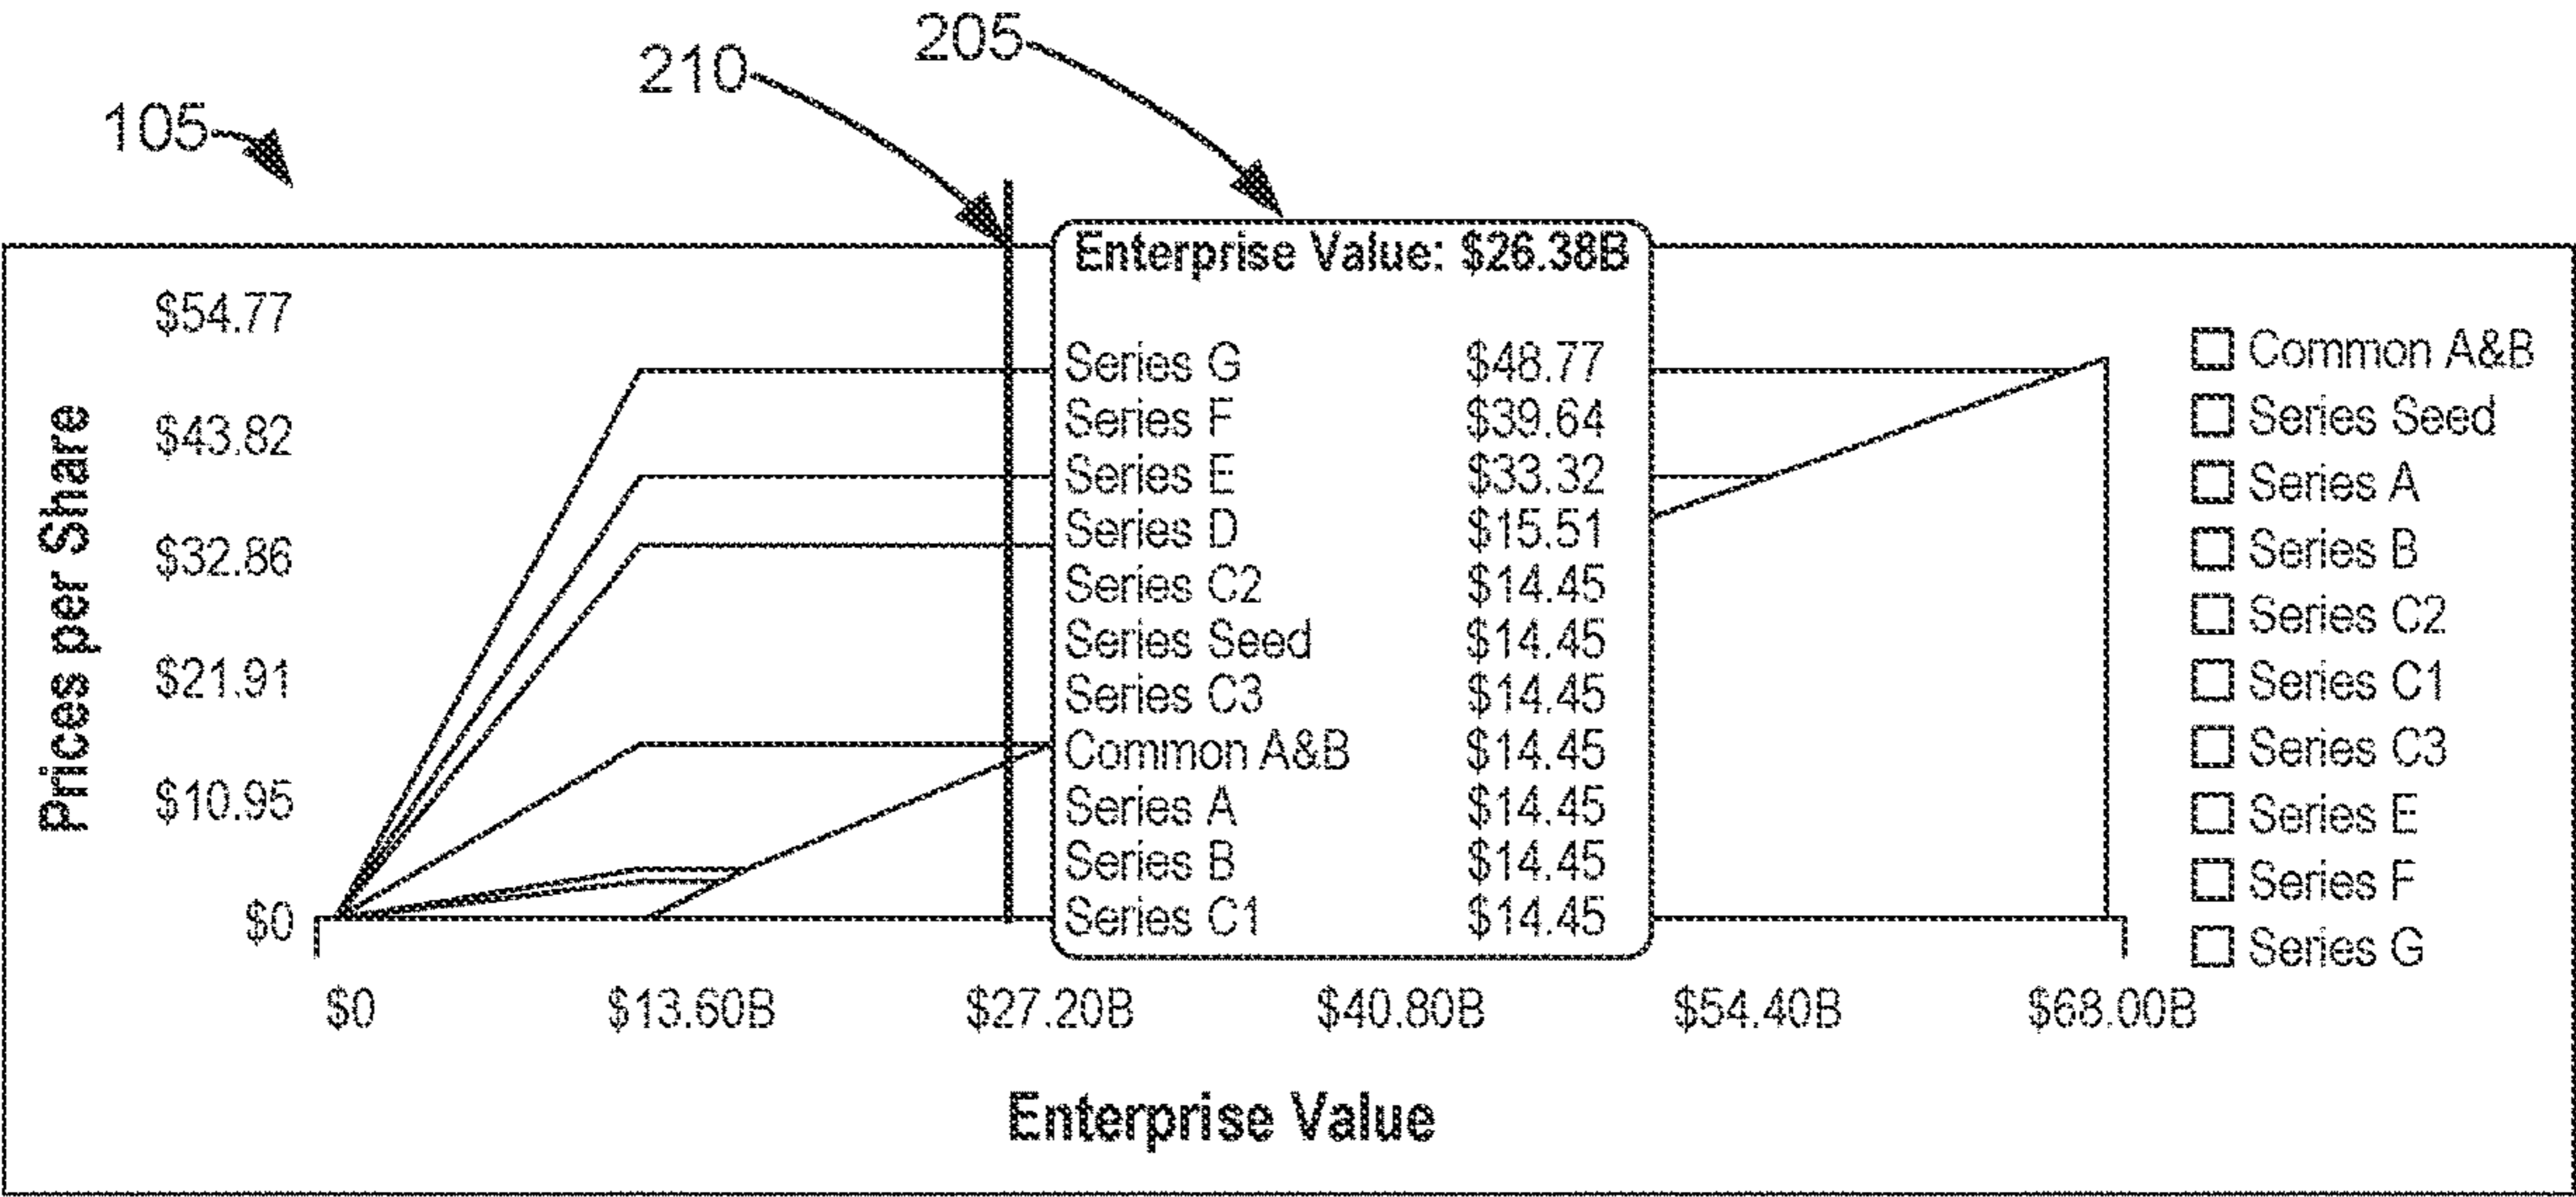 205
210
105
Enterprise Value: $26.38B
Series G $48.77
Series F $39.64
Series E $33.32
Series D $15.51
Series C2 $14.45
Series Seed $14.45
Series C3 $14.45
Common A&B $14.45
Series A $14.45
Series B $14.45
Series C1 $14.45
Prices per Share
$54.77
$43.82
$32.86
$21.91
$10.95
$0
Common A&B
Series Seed
Series A
Series B
Series C2
Series C1
Series C3
Series E
Series F
Series G
$0 $13.60B $27.20B $40.80B $54.40B $68.00B
Enterprise Value